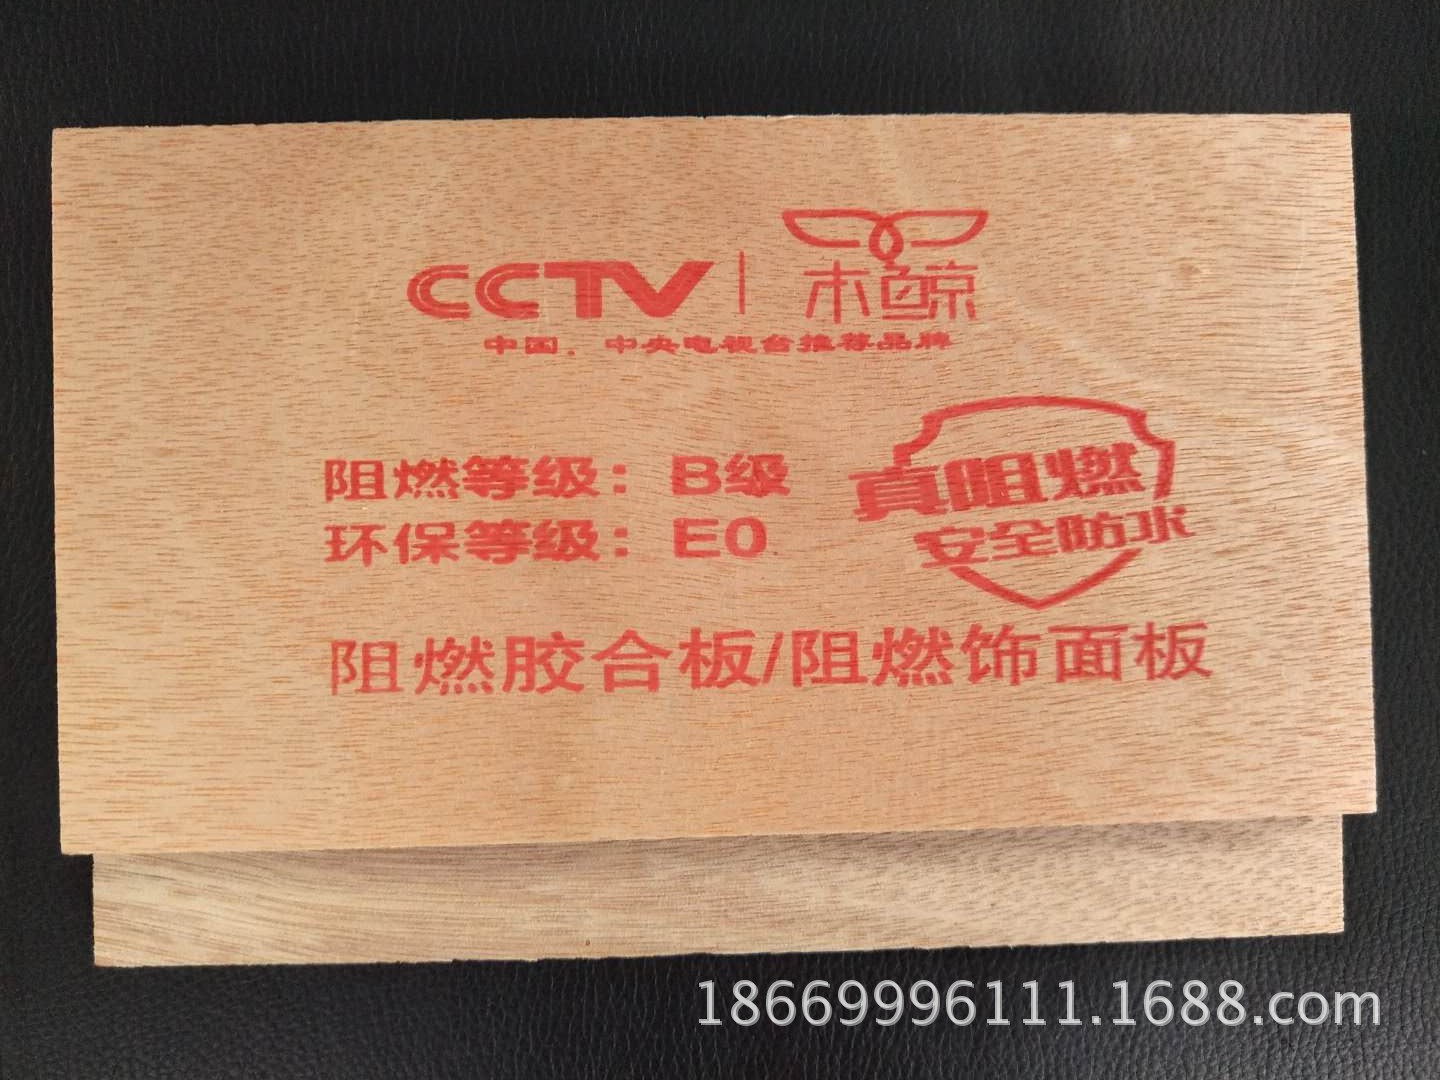 CCTV | 木鲸
中国．中央电视台推荐品牌
阻燃等级：B级
环保等级：E0
真阻燃
安全防水
阻燃胶合板/阻燃饰面板
18669996111.1688.com